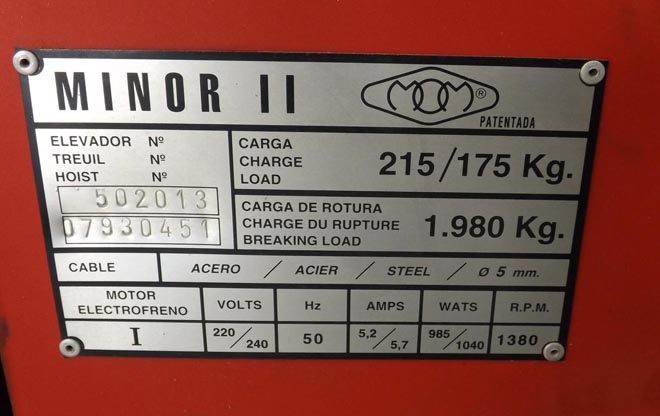 MINOR II
MOM ®
PATENTADA
ELEVADOR Nº
TREUIL Nº
HOIST Nº
502013
07930451
CARGA
CHARGE
LOAD
215/175 Kg.
CARGA DE ROTURA
CHARGE DU RUPTURE
BREAKING LOAD
1.980 Kg.
CABLE
ACERO / ACIER / STEEL / Ø 5 mm.
MOTOR
ELECTROFRENO
VOLTS
Hz
AMPS
WATS
R.P.M.
I
220/240
50
5,2/5,7
985/1040
1380